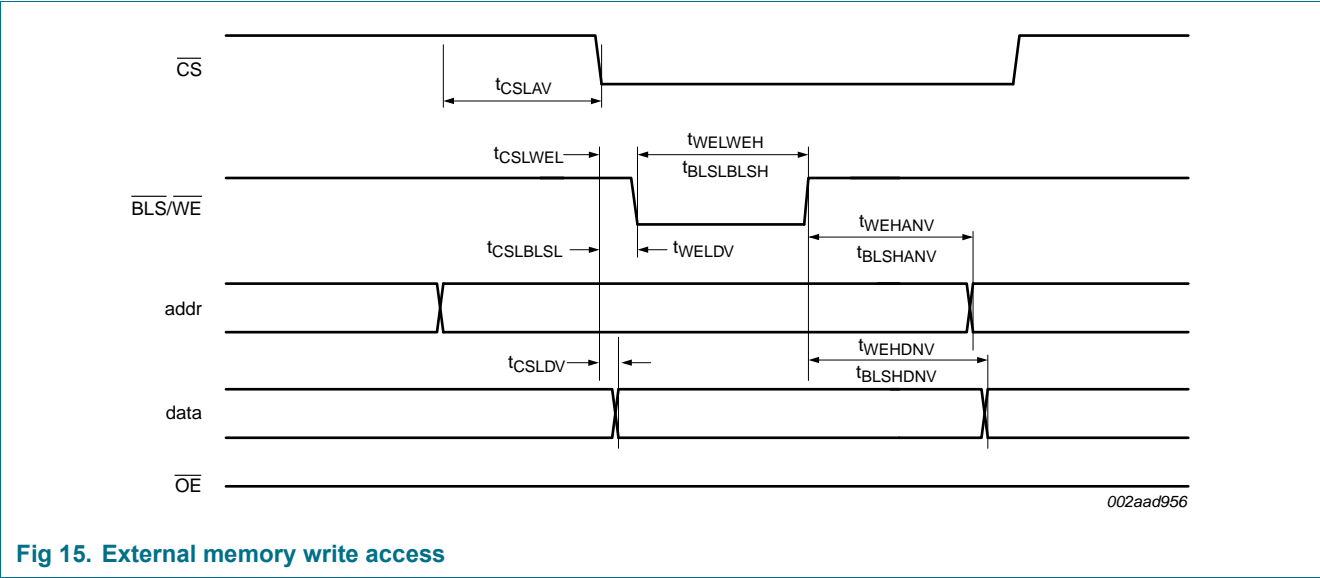 CS
tCSLAV
tCSLWEL
tWELWEH
tBLSLBLSH
BLS/WE
tCSLBLSL
tWELDV
tWEHANV
tBLSHANV
addr
tCSLDV
tWEHDNV
tBLSHDNV
data
OE
002aad956
Fig 15. External memory write access